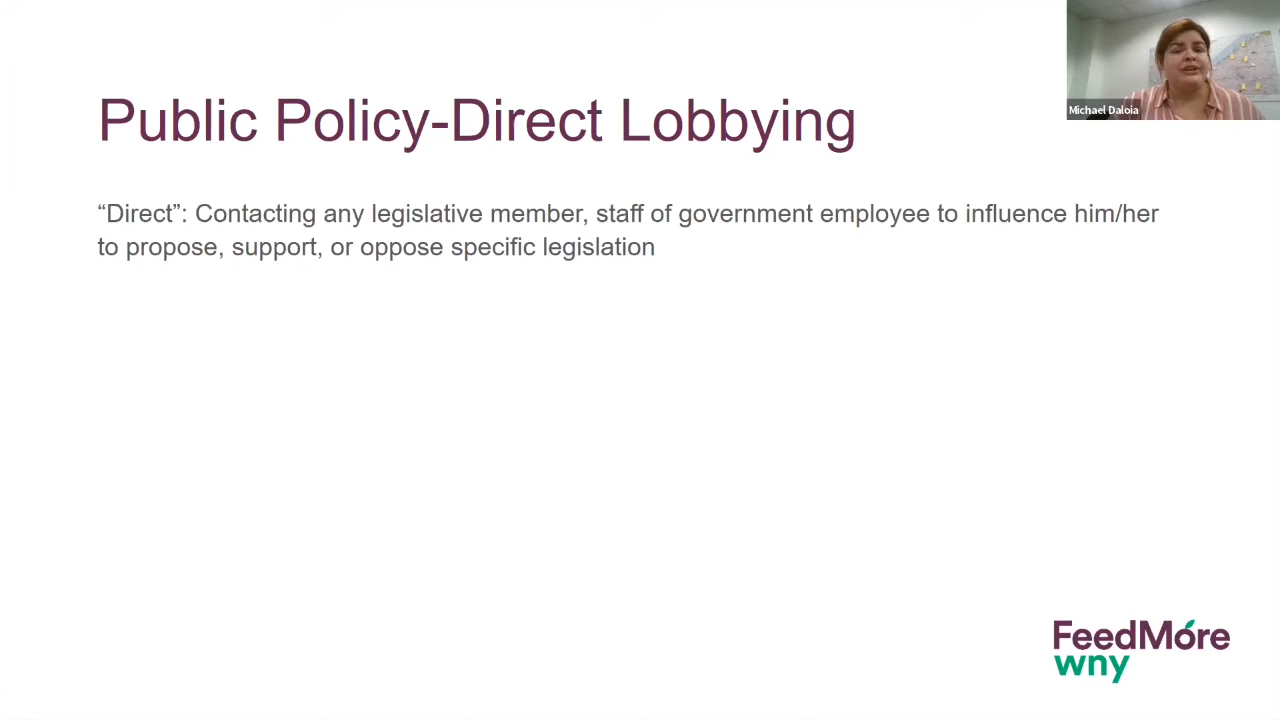 Michael Daloia
Public Policy-Direct Lobbying
“Direct”: Contacting any legislative member, staff of government employee to influence him/her
to propose, support, or oppose specific legislation
FeedMore
wny